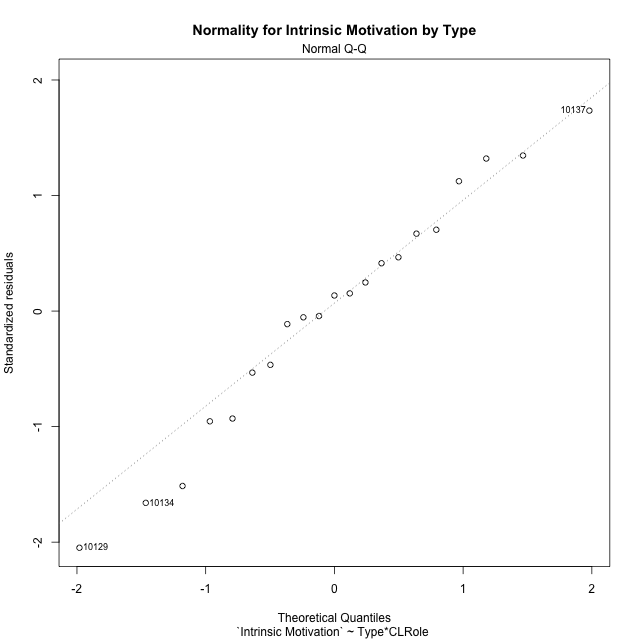 Normality for Intrinsic Motivation by Type
Normal Q-Q
2
1
0
-1
-2
Standardized residuals
10137
10134
10129
-2 -1 0 1 2
Theoretical Quantiles
`Intrinsic Motivation` ~ Type*CLRole